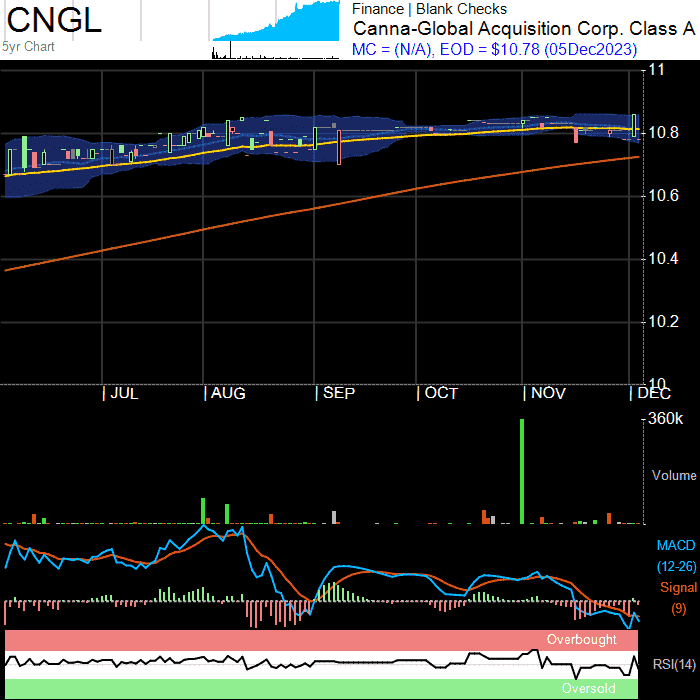 CNGL
5yr Chart
Finance | Blank Checks
Canna-Global Acquisition Corp. Class A
MC = (N/A), EOD = $10.78 (05Dec2023)
11
10.8
10.6
10.4
10.2
10
JUL
AUG
SEP
OCT
NOV
DEC
360k
Volume
MACD
(12-26)
Signal
(9)
Overbought
RSI(14)
Oversold